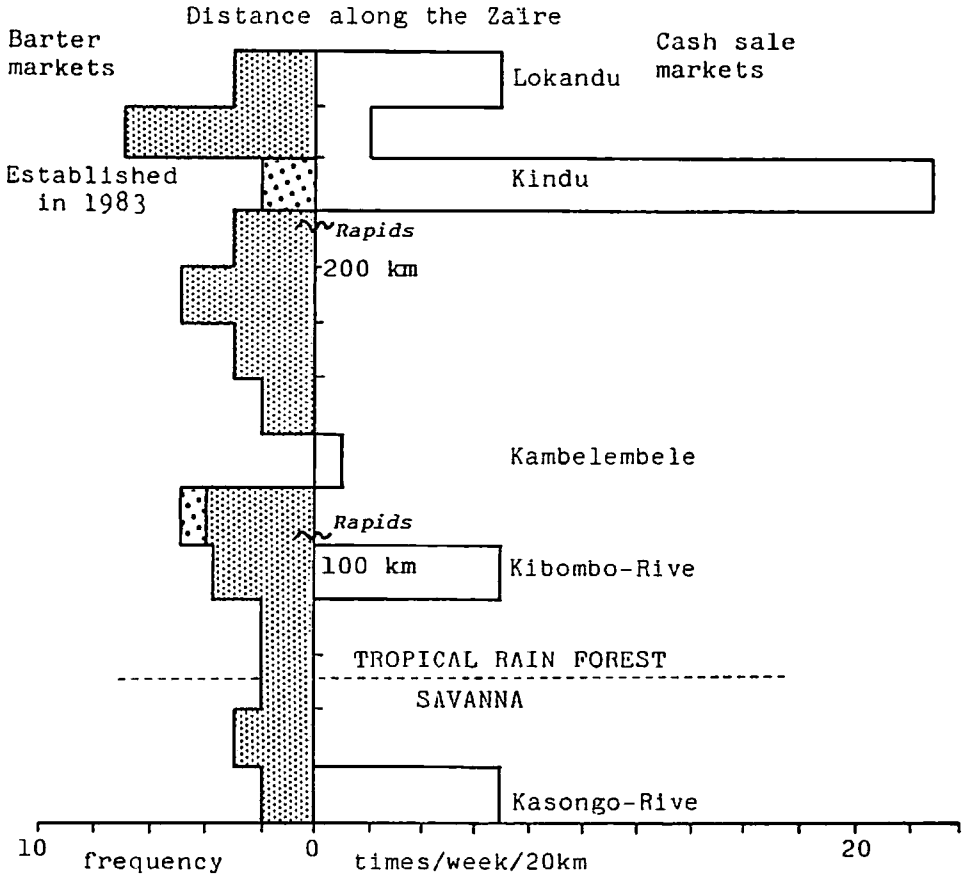 Distance along the Zaïre
Barter
markets
Cash sale
markets
Lokandu
Established
in 1983
Kindu
Rapids
200 km
Kambelembele
Rapids
100 km
Kibombo-Rive
TROPICAL RAIN FOREST
SAVANNA
Kasongo-Rive
10 0 20
frequency times/week/20km